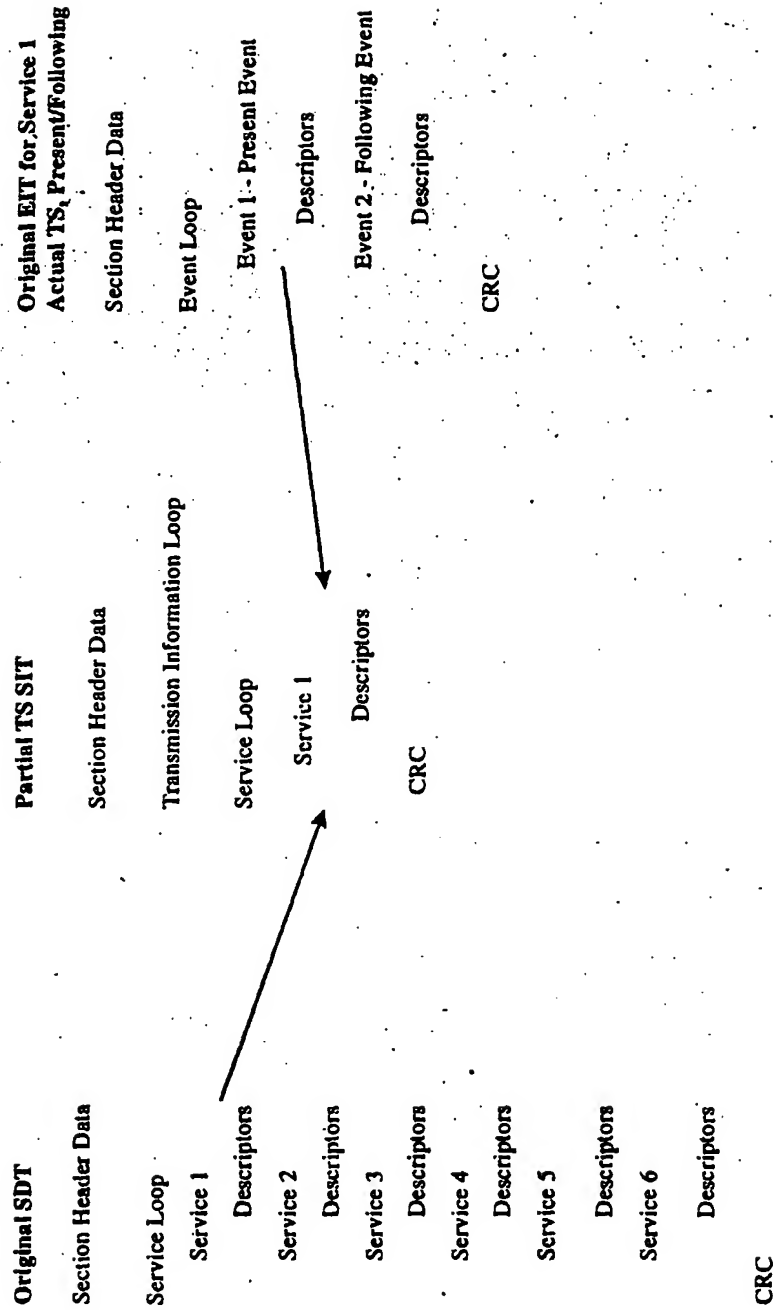 Original SDT
Section Header Data
Service Loop
Service 1
Descriptors
Service 2
Descriptors
Service 3
Descriptors
Service 4
Descriptors
Service 5
Descriptors
Service 6
Descriptors
CRC
Partial TS SIT
Section Header Data
Transmission Information Loop
Service Loop
Service 1
Descriptors
CRC
Original EIT for Service 1
Actual TS, Present/Following
Section Header Data
Event Loop
Event 1 - Present Event
Descriptors
Event 2 - Following Event
Descriptors
CRC